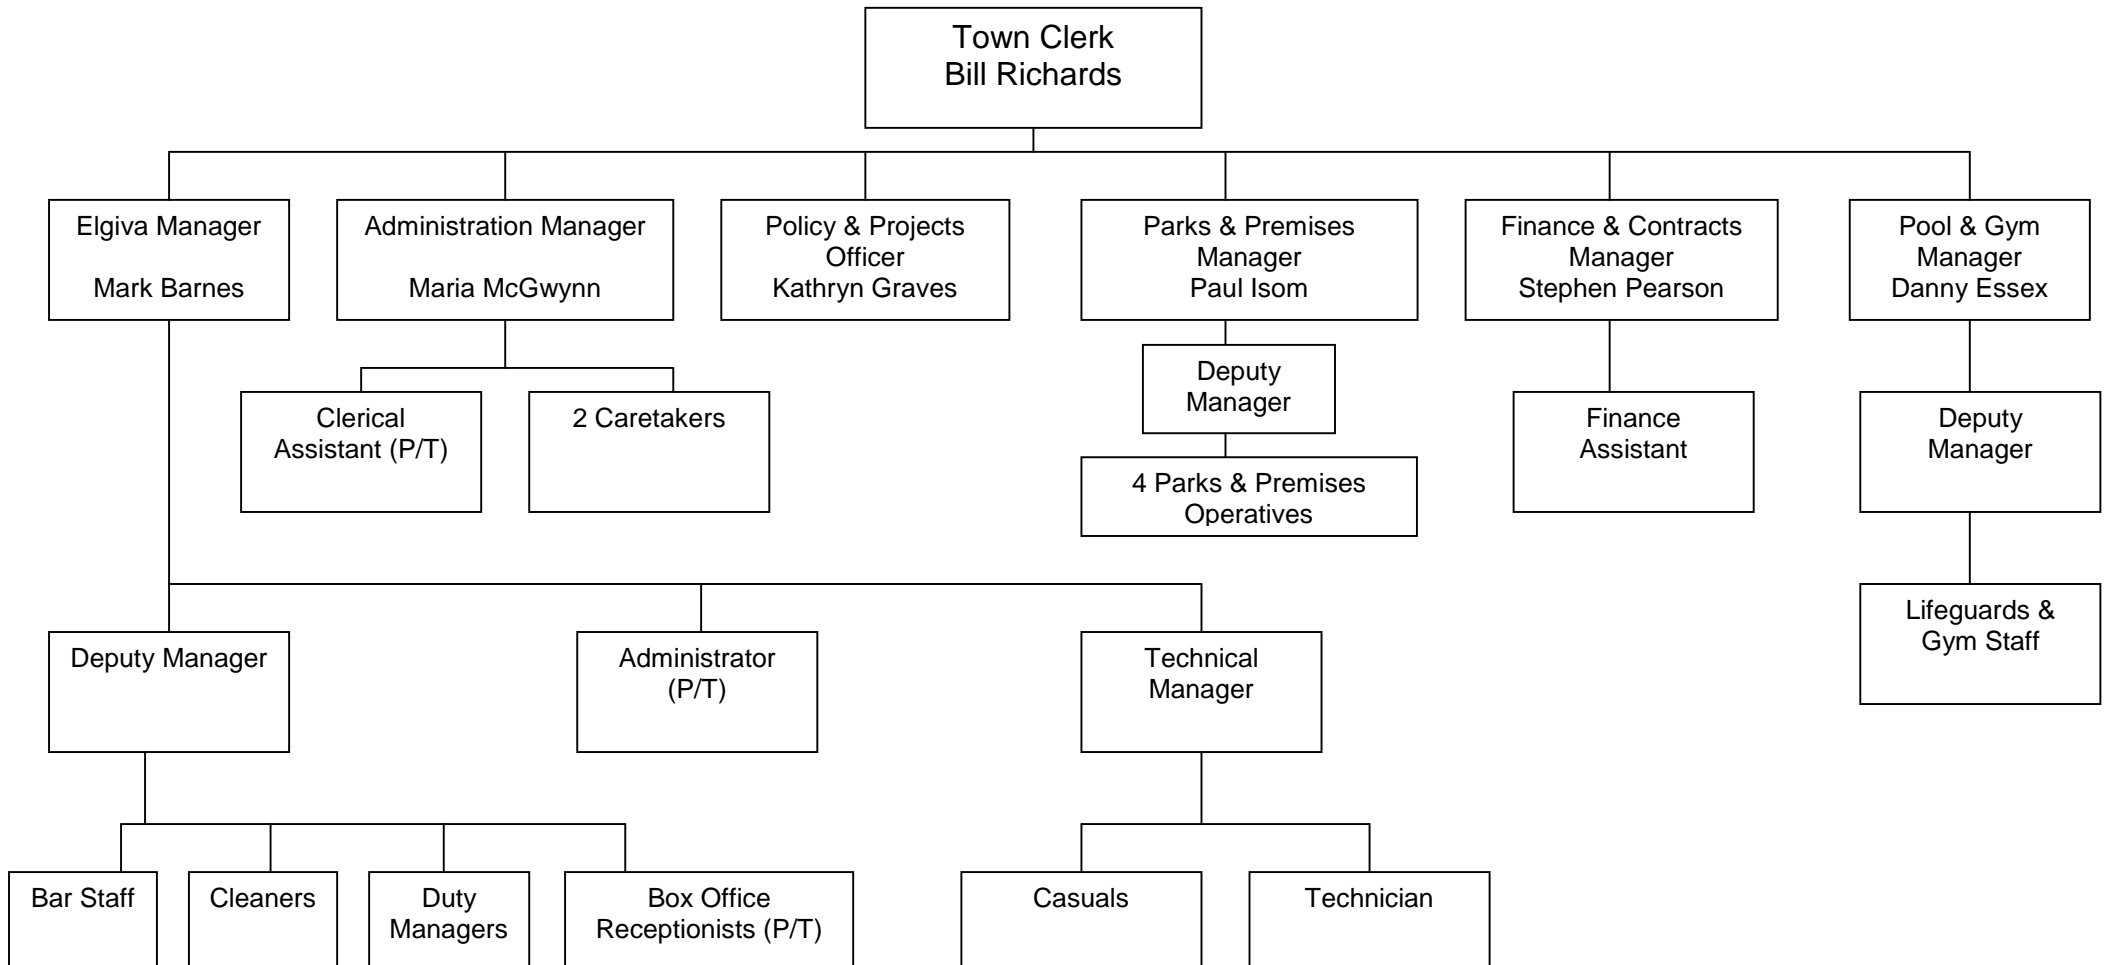 Town Clerk
Bill Richards
Elgiva Manager
Mark Barnes
Administration Manager
Maria McGwynn
Policy & Projects
Officer
Kathryn Graves
Parks & Premises
Manager
Paul Isom
Finance & Contracts
Manager
Stephen Pearson
Pool & Gym
Manager
Danny Essex
Clerical
Assistant (P/T)
2 Caretakers
Deputy
Manager
4 Parks & Premises
Operatives
Finance
Assistant
Deputy
Manager
Lifeguards &
Gym Staff
Deputy Manager
Administrator
(P/T)
Technical
Manager
Bar Staff
Cleaners
Duty
Managers
Box Office
Receptionists (P/T)
Casuals
Technician